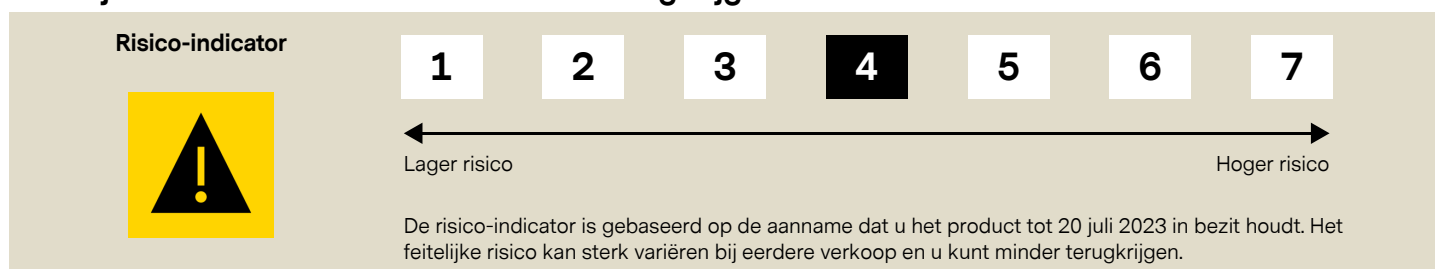 Risico-indicator
1 2 3 4 5 6 7
Lager risico Hoger risico
De risico-indicator is gebaseerd op de aanname dat u het product tot 20 juli 2023 in bezit houdt. Het
feitelijke risico kan sterk variëren bij eerdere verkoop en u kunt minder terugkrijgen.